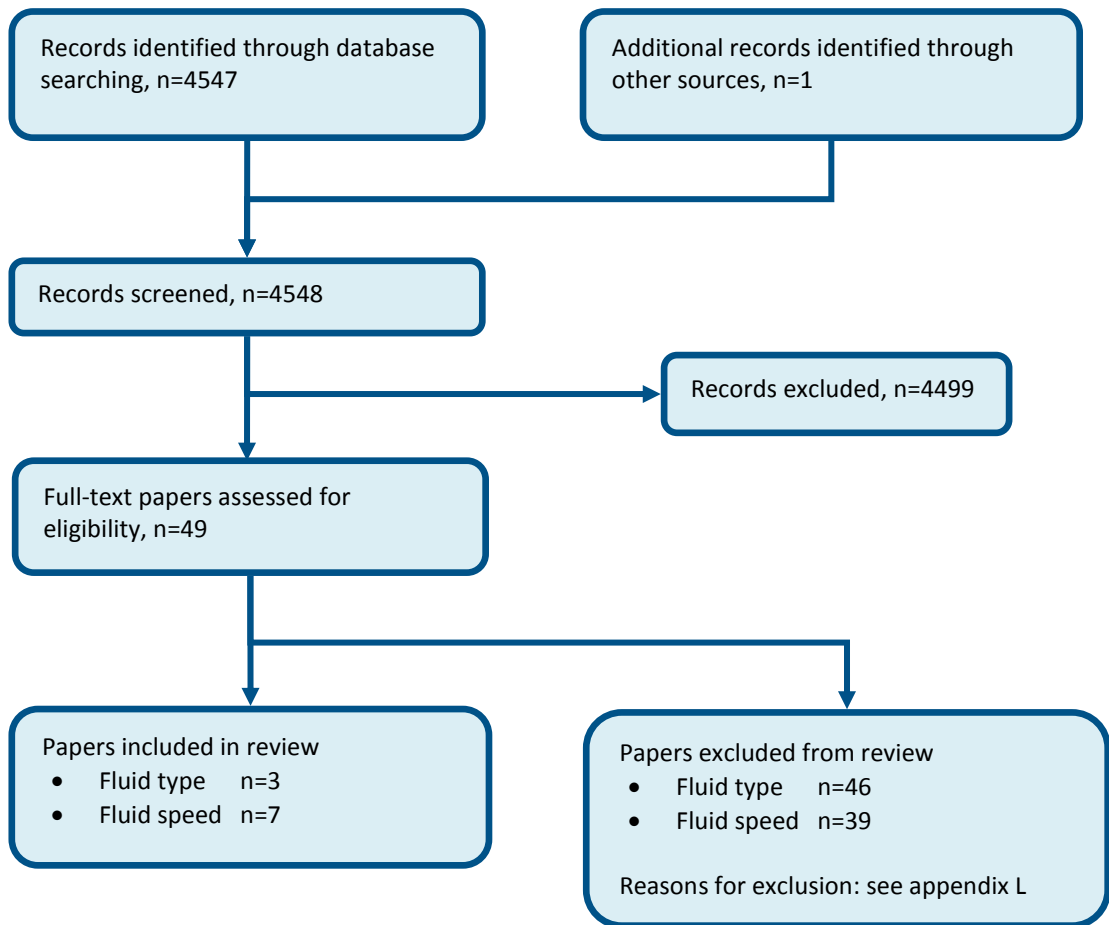 Records identified through database
searching, n=4547
Additional records identified through
other sources, n=1
Records screened, n=4548
Records excluded, n=4499
Full-text papers assessed for
eligibility, n=49
Papers included in review
• Fluid type n=3
• Fluid speed n=7
Papers excluded from review
• Fluid type n=46
• Fluid speed n=39
Reasons for exclusion: see appendix L